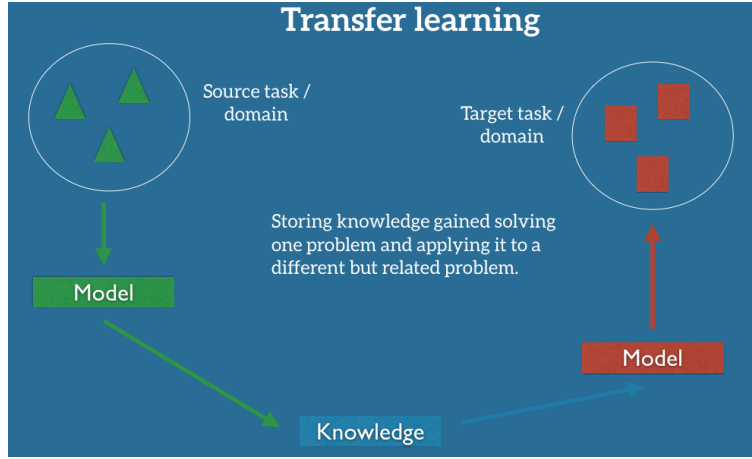 Transfer learning
Source task /
domain
Target task /
domain
Storing knowledge gained solving
one problem and applying it to a
different but related problem.
Model
Model
Knowledge